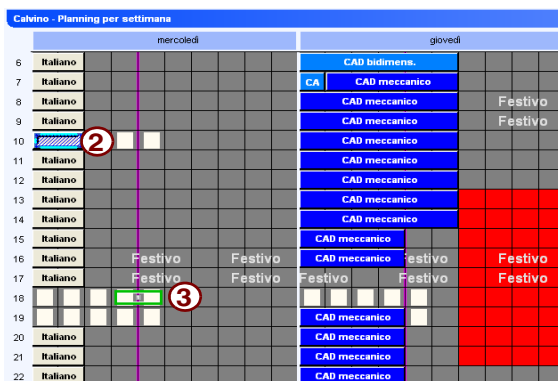 Calvino - Planning per settimana
mercoledì giovedì
6 Italiano CAD bidimens.
7 Italiano CA CAD meccanico
8 Italiano CAD meccanico Festivo
9 Italiano CAD meccanico Festivo
10 2 CAD meccanico
11 Italiano CAD meccanico
12 Italiano CAD meccanico
13 Italiano CAD meccanico
14 Italiano CAD meccanico
15 Italiano CAD meccanico
16 Italiano Festivo Festivo CAD meccanico estivo Festivo
17 Italiano Festivo Festivo Festivo Festivo Festivo
18 3
19 CAD meccanico
20 Italiano CAD meccanico
21 Italiano CAD meccanico
22 Italiano CAD meccanico